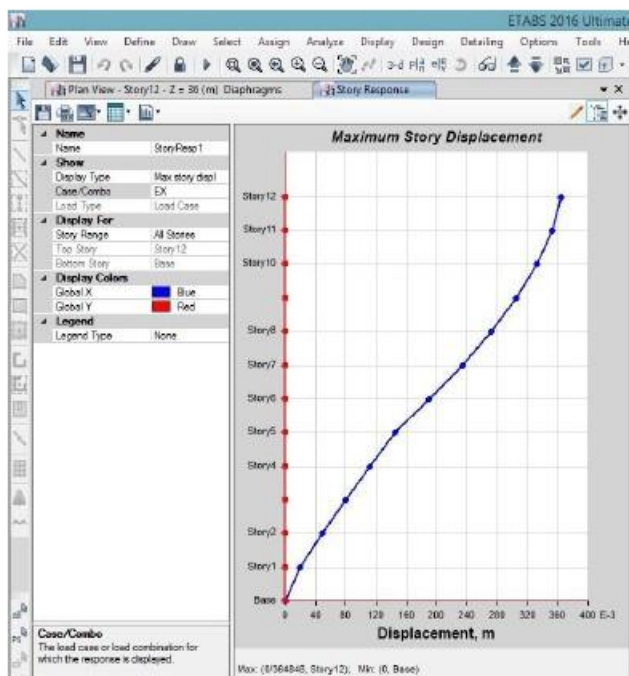 ETABS 2016 Ultimate
File Edit View Define Draw Select Assign Analyze Display Design Detailing Options Tools He
Plan View - Story12 - Z = 36 (m) Diaphragms
Story Response
Name
Name StoryResp1
Show
Display Type Max story displ
Case/Combo EX
Load Type Load Case
Display For
Story Range All Stories
Top Story Story12
Bottom Story Base
Display Colors
Global X Blue
Global Y Red
Legend
Legend Type None
Case/Combo
The load case or load combination for
which the response is displayed.
Maximum Story Displacement
Story12
Story11
Story10
Story8
Story7
Story6
Story5
Story4
Story2
Story1
Base
0 40 80 120 160 200 240 280 320 360 400 E-3
Displacement, m
Max: (0/364848, Story12); Min: (0, Base)